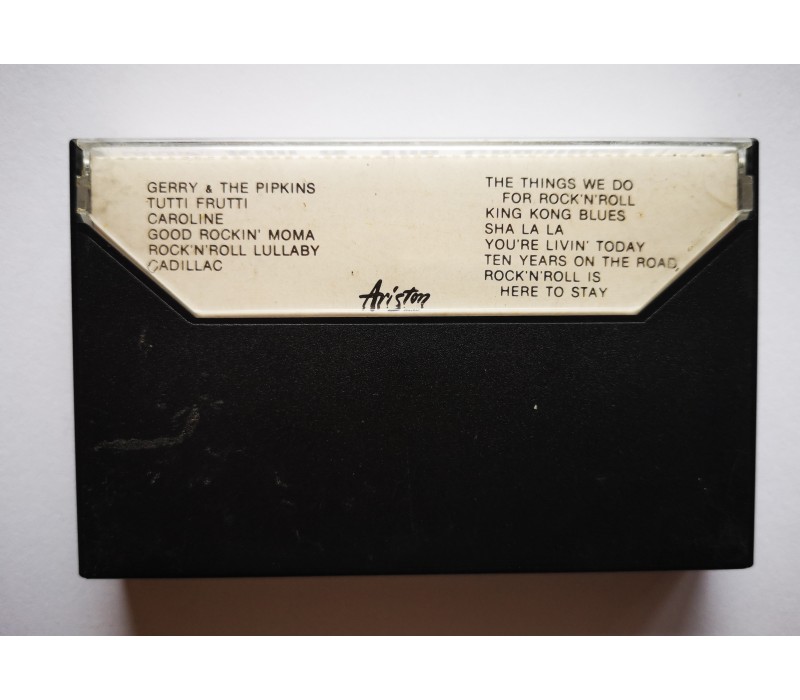 GERRY & THE PIPKINS
TUTTI FRUTTI
CAROLINE
GOOD ROCKIN' MOMA
ROCK'N'ROLL LULLABY
CADILLAC
THE THINGS WE DO
FOR ROCK'N'ROLL
KING KONG BLUES
SHA LA LA
YOU'RE LIVIN' TODAY
TEN YEARS ON THE ROAD
ROCK'N'ROLL IS
HERE TO STAY
Ariston